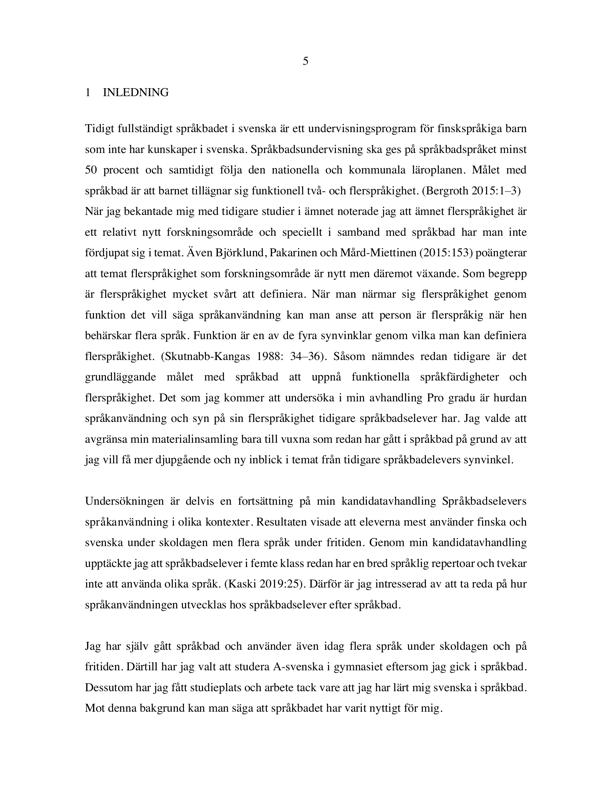 5
1 INLEDNING
Tidigt fullständigt språkbadet i svenska är ett undervisningsprogram för finskspråkiga barn
som inte har kunskaper i svenska. Språkbadsundervisning ska ges på språkbadspråket minst
50 procent och samtidigt följa den nationella och kommunala läroplanen. Målet med
språkbad är att barnet tillägnar sig funktionell två- och flerspråkighet. (Bergroth 2015:1–3)
När jag bekantade mig med tidigare studier i ämnet noterade jag att ämnet flerspråkighet är
ett relativt nytt forskningsområde och speciellt i samband med språkbad har man inte
fördjupat sig i temat. Även Björklund, Pakarinen och Mård-Miettinen (2015:153) poängterar
att temat flerspråkighet som forskningsområde är nytt men däremot växande. Som begrepp
är flerspråkighet mycket svårt att definiera. När man närmar sig flerspråkighet genom
funktion det vill säga språkanvändning kan man anse att person är flerspråkig när hen
behärskar flera språk. Funktion är en av de fyra synvinklar genom vilka man kan definiera
flerspråkighet. (Skutnabb-Kangas 1988: 34–36). Såsom nämndes redan tidigare är det
grundläggande målet med språkbad att uppnå funktionella språkfärdigheter och
flerspråkighet. Det som jag kommer att undersöka i min avhandling Pro gradu är hurdan
språkanvändning och syn på sin flerspråkighet tidigare språkbadselever har. Jag valde att
avgränsa min materialinsamling bara till vuxna som redan har gått i språkbad på grund av att
jag vill få mer djupgående och ny inblick i temat från tidigare språkbadelevers synvinkel.
Undersökningen är delvis en fortsättning på min kandidatavhandling Språkbadselevers
språkanvändning i olika kontexter. Resultaten visade att eleverna mest använder finska och
svenska under skoldagen men flera språk under fritiden. Genom min kandidatavhandling
upptäckte jag att språkbadselever i femte klass redan har en bred språklig repertoar och tvekar
inte att använda olika språk. (Kaski 2019:25). Därför är jag intresserad av att ta reda på hur
språkanvändningen utvecklas hos språkbadselever efter språkbad.
Jag har själv gått språkbad och använder även idag flera språk under skoldagen och på
fritiden. Därtill har jag valt att studera A-svenska i gymnasiet eftersom jag gick i språkbad.
Dessutom har jag fått studieplats och arbete tack vare att jag har lärt mig svenska i språkbad.
Mot denna bakgrund kan man säga att språkbadet har varit nyttigt för mig.